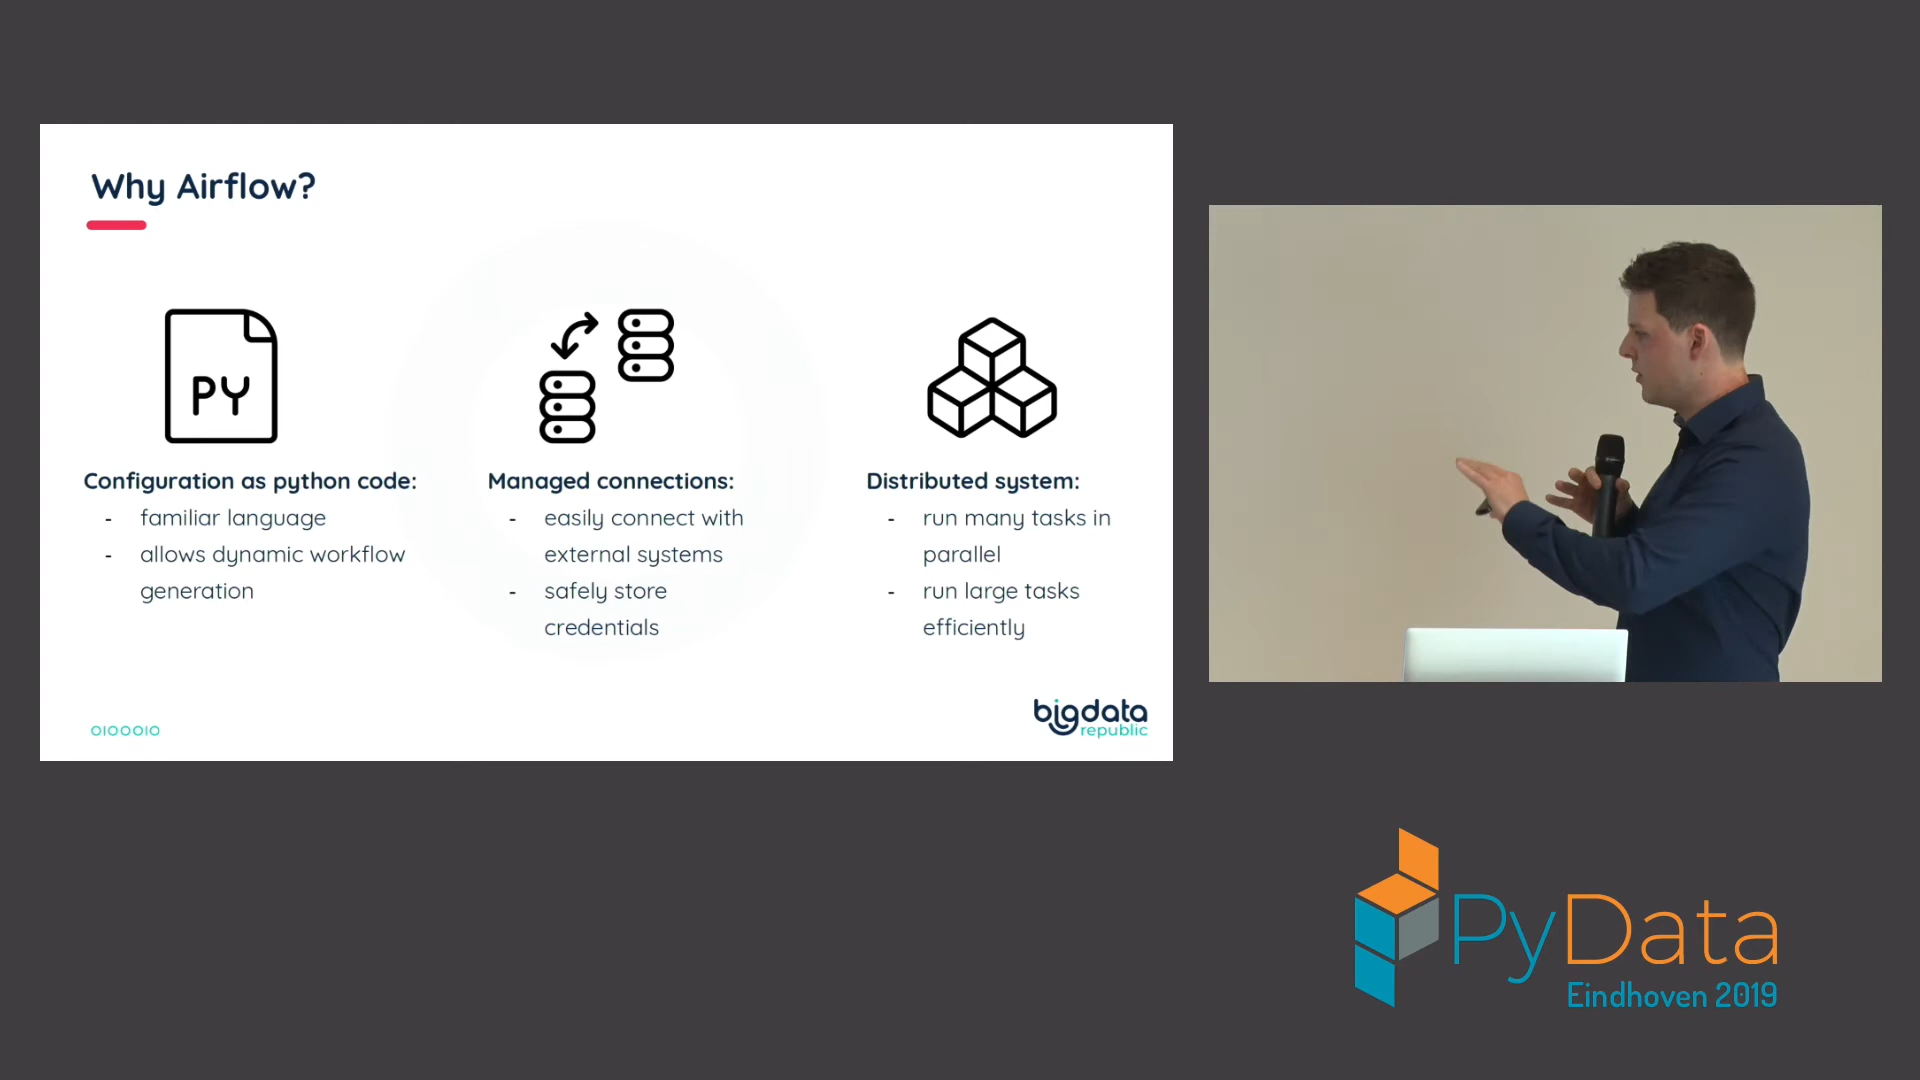 Why Airflow?
PY
Configuration as python code:
- familiar language
- allows dynamic workflow
generation
Managed connections:
- easily connect with
external systems
- safely store
credentials
Distributed system:
- run many tasks in
parallel
- run large tasks
efficiently
0100010
bigdata
republic
PyData
Eindhoven 2019